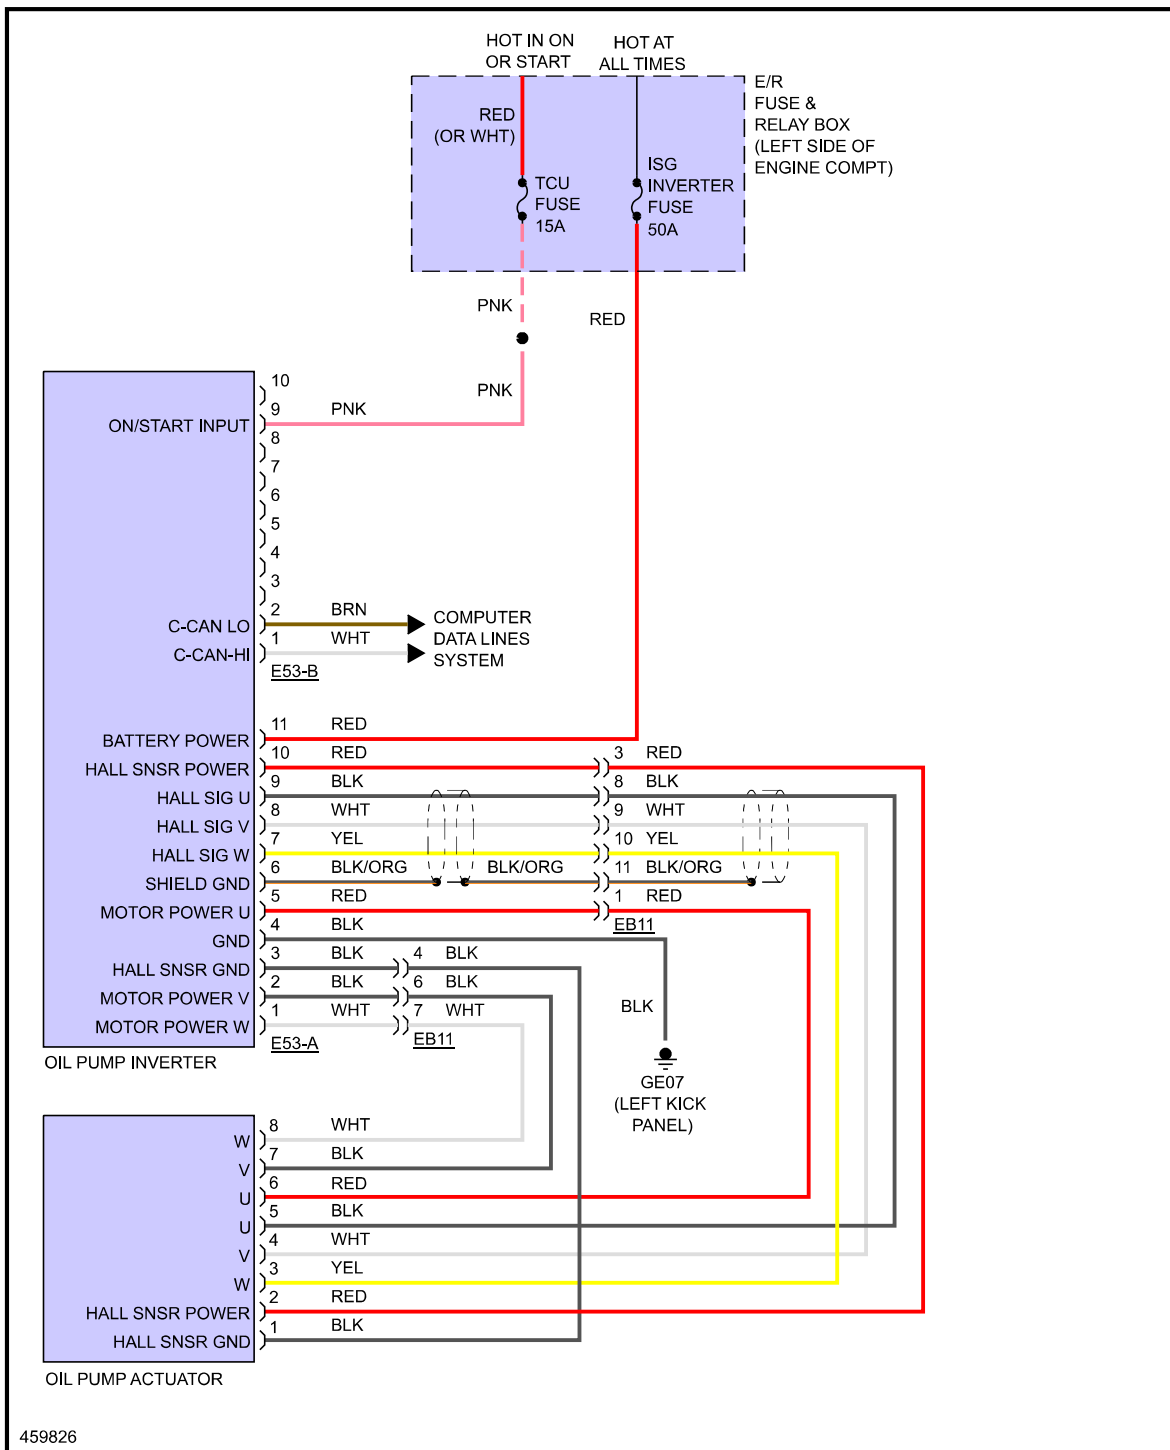 HOT IN ON
OR START
HOT AT
ALL TIMES
E/R
FUSE &
RELAY BOX
(LEFT SIDE OF
ENGINE COMPT)
RED
(OR WHT)
TCU
FUSE
15A
ISG
INVERTER
FUSE
50A
PNK
RED
PNK
10
9 PNK
ON/START INPUT
8
7
6
5
4
3
2 BRN
C-CAN LO
1 WHT
C-CAN-HI
COMPUTER
DATA LINES
SYSTEM
E53-B
11 RED
BATTERY POWER
10 RED 3 RED
HALL SNSR POWER
9 BLK 8 BLK
HALL SIG U
8 WHT 9 WHT
HALL SIG V
7 YEL 10 YEL
HALL SIG W
6 BLK/ORG BLK/ORG 11 BLK/ORG
SHIELD GND
5 RED 1 RED
MOTOR POWER U
EB11
4 BLK
GND
3 BLK 4 BLK
HALL SNSR GND
2 BLK 6 BLK
MOTOR POWER V
1 WHT 7 WHT
MOTOR POWER W
E53-A
EB11
BLK
OIL PUMP INVERTER
GE07
(LEFT KICK
PANEL)
8 WHT
W
7 BLK
V
6 RED
U
5 BLK
U
4 WHT
V
3 YEL
W
2 RED
HALL SNSR POWER
1 BLK
HALL SNSR GND
OIL PUMP ACTUATOR
459826